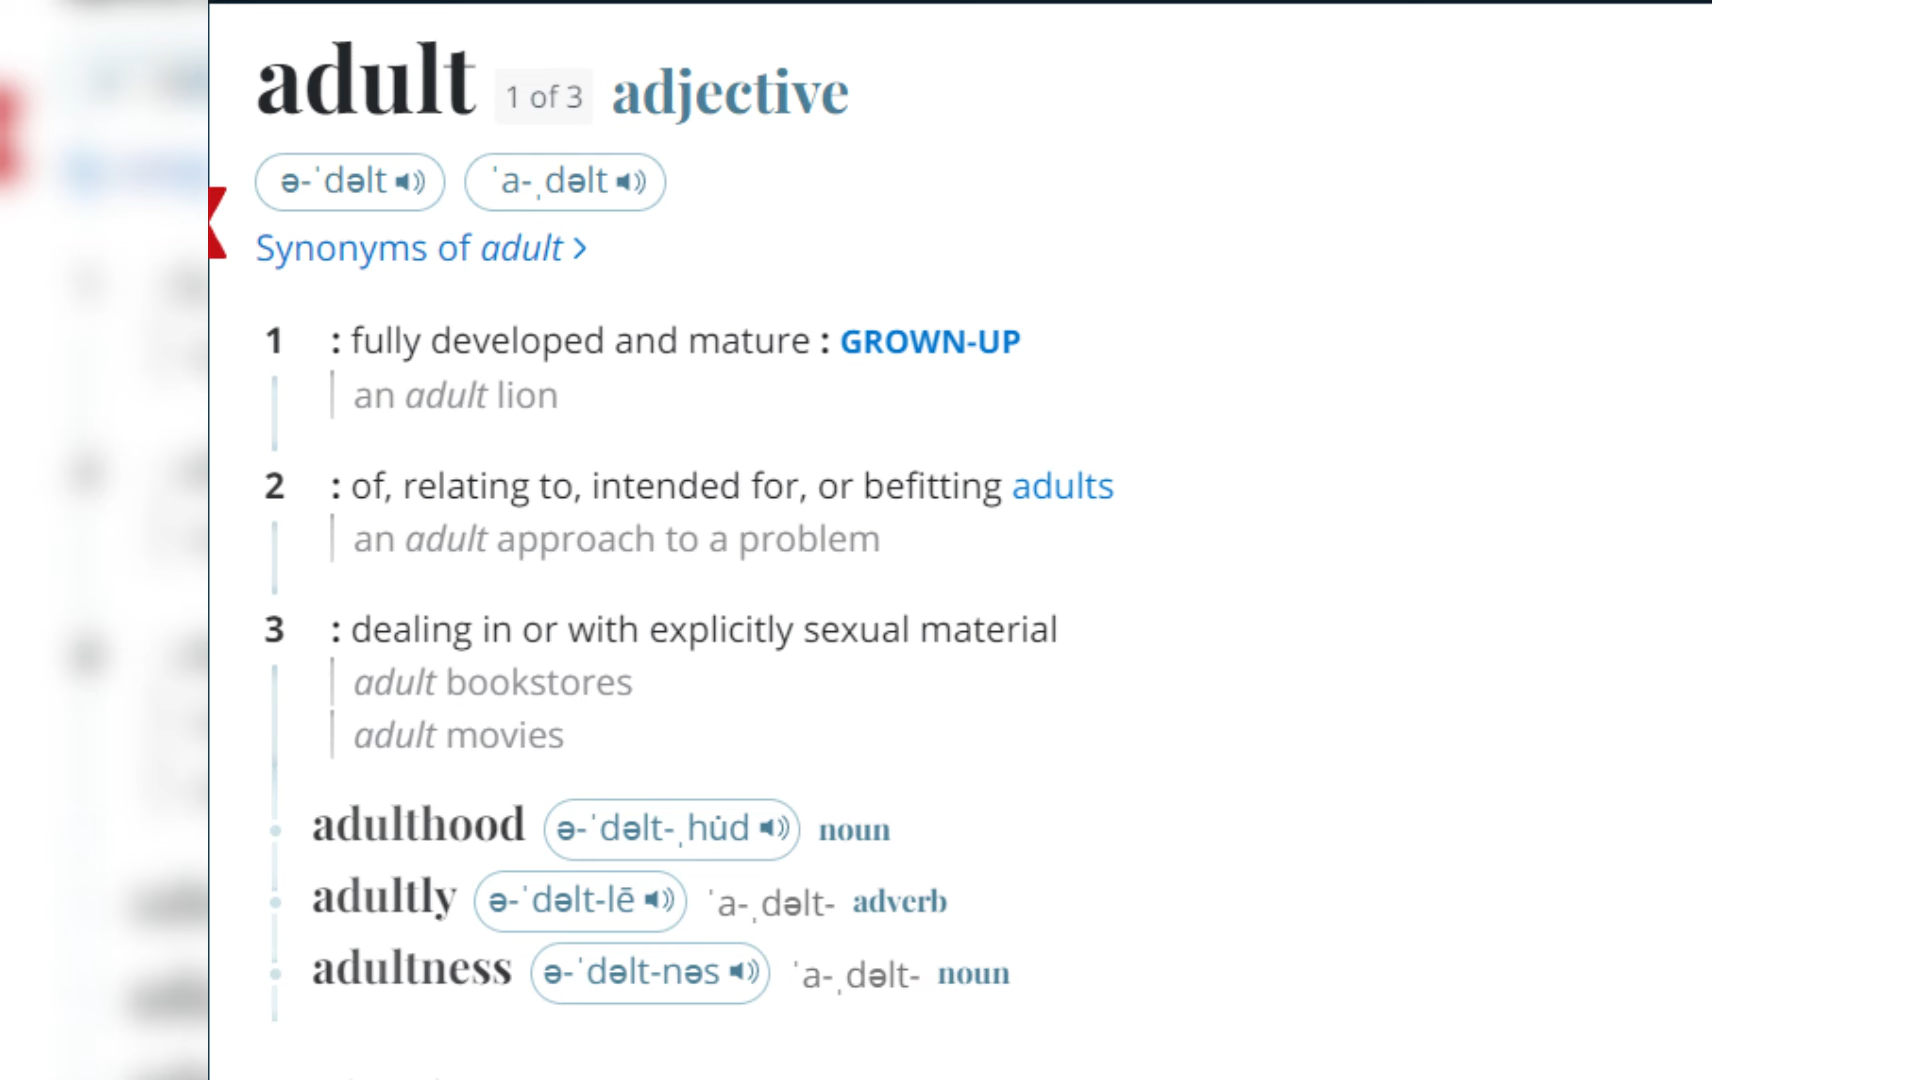 adult 1 of 3 adjective
ə-ˈdəlt ˈa-ˌdəlt
Synonyms of adult >
1 : fully developed and mature : GROWN-UP
an adult lion
2 : of, relating to, intended for, or befitting adults
an adult approach to a problem
3 : dealing in or with explicitly sexual material
adult bookstores
adult movies
adulthood ə-ˈdəlt-ˌhu̇d noun
adultly ə-ˈdəlt-lē ˈa-ˌdəlt- adverb
adultness ə-ˈdəlt-nəs ˈa-ˌdəlt- noun